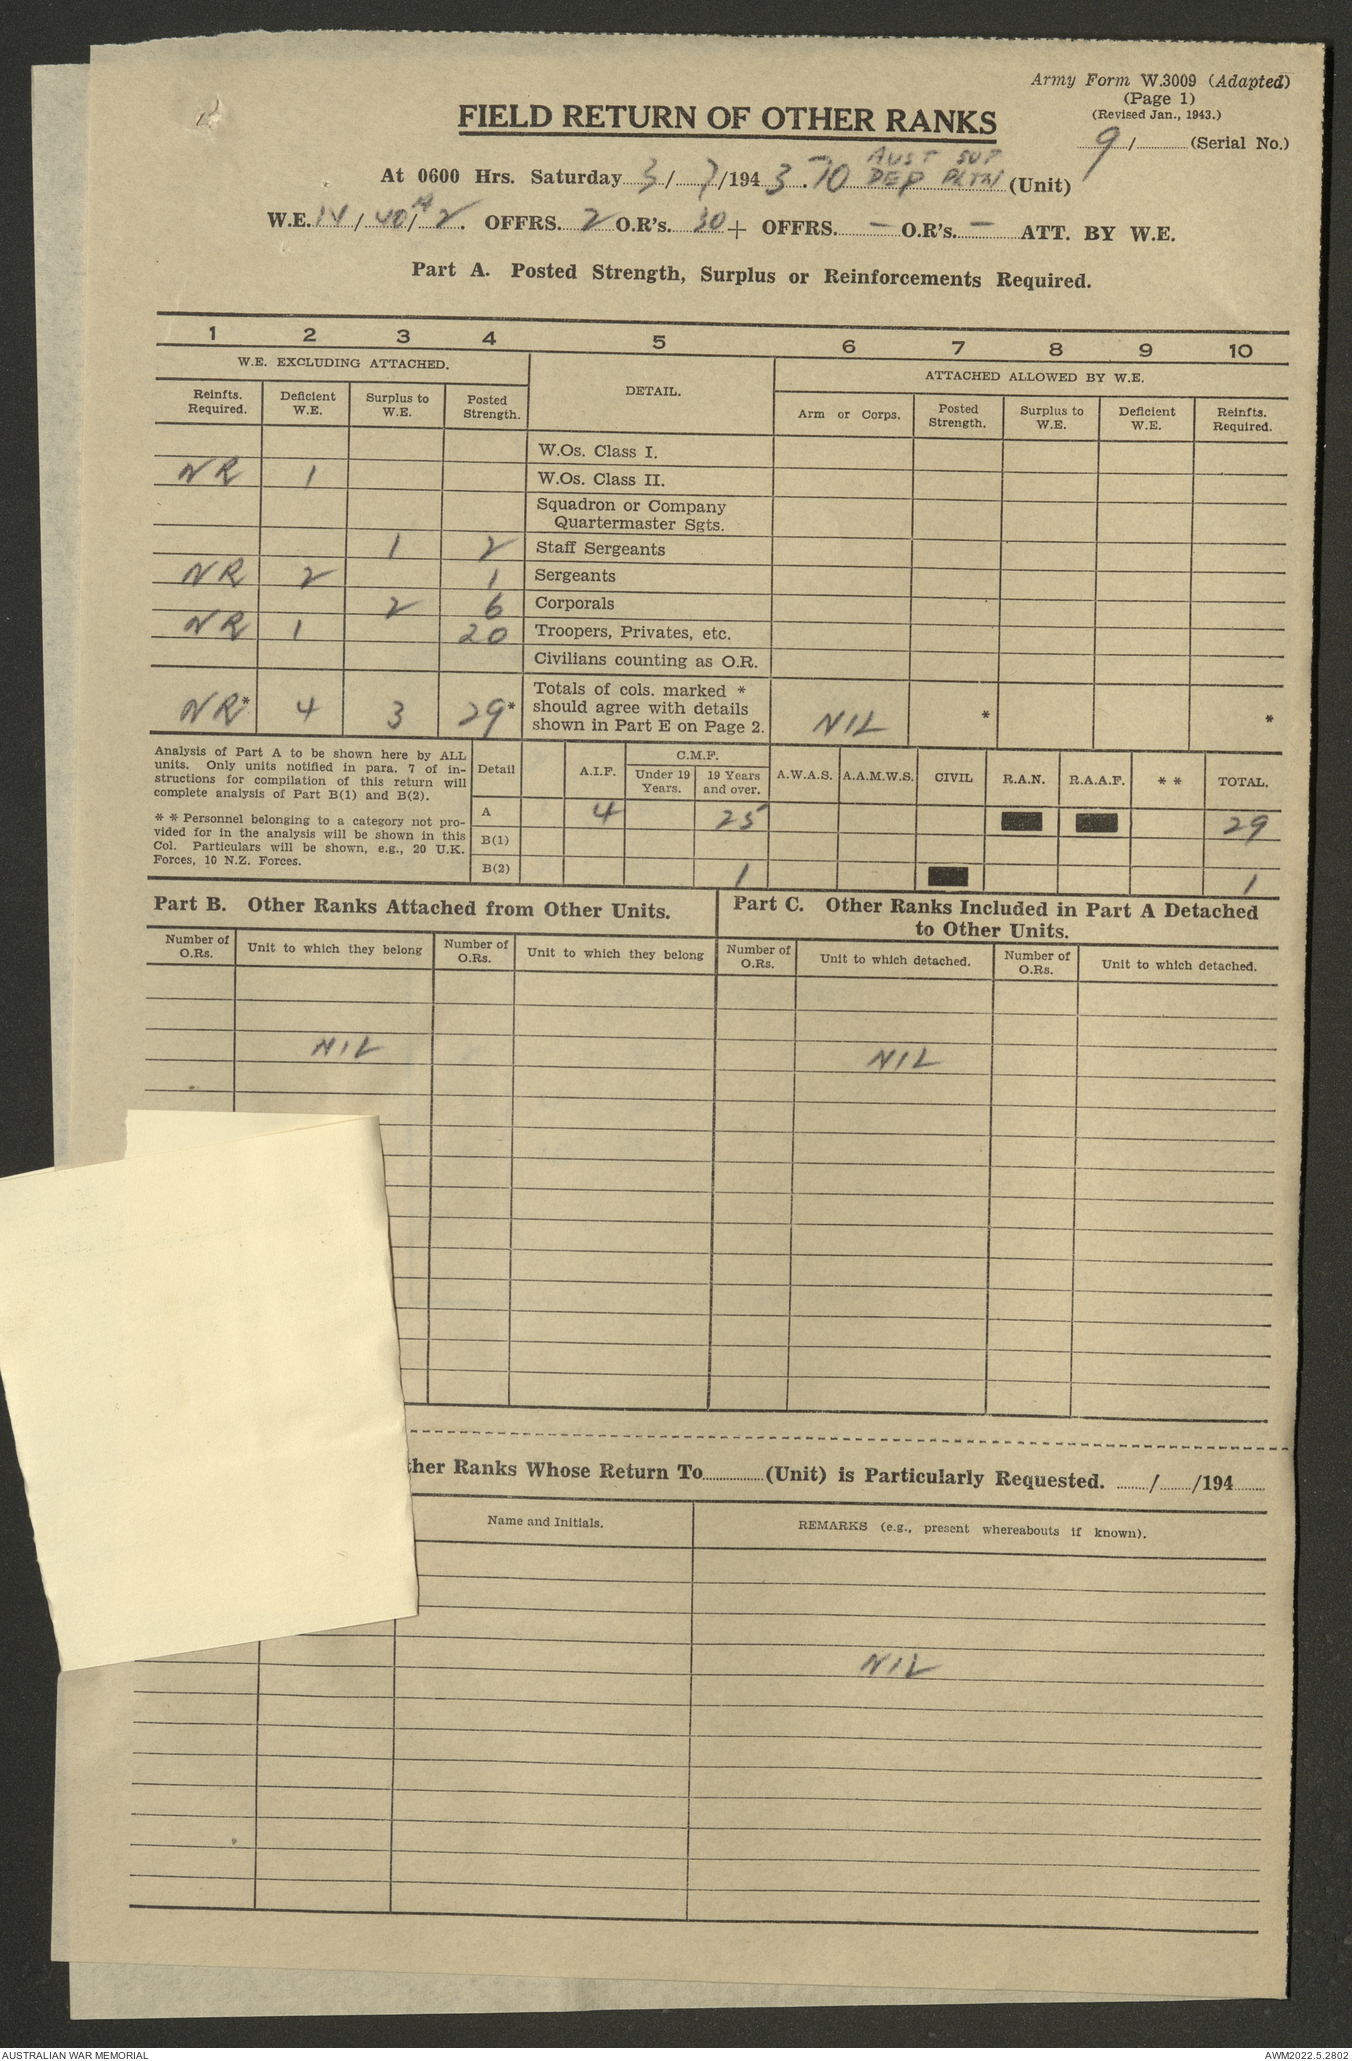 Army Form W.3009 (Adapted)
(Page 1)
(Revised Jan., 1943.)
9/ (Serial No.)
FIELD RETURN OF OTHER RANKS
At 0600 Hrs. Saturday 3/7/1943. 70 AUST SUP DEP PLTN (Unit)
W.E. 14/40A/2. OFFRS. 2 O.R's. 30 + OFFRS. - O.R's. - ATT. BY W.E.
Part A. Posted Strength, Surplus or Reinforcements Required.
1 2 3 4 5 6 7 8 9 10
W.E. EXCLUDING ATTACHED. DETAIL. ATTACHED ALLOWED BY W.E.
Reinfts. Required. Deficient W.E. Surplus to W.E. Posted Strength. Arm or Corps. Posted Strength. Surplus to W.E. Deficient W.E. Reinfts. Required.
W.Os. Class I.
NR 1 W.Os. Class II.
Squadron or Company
Quartermaster Sgts.
1 2 Staff Sergeants
NR 2 1 Sergeants
2 6 Corporals
NR 1 20 Troopers, Privates, etc.
Civilians counting as O.R.
Totals of cols. marked *
should agree with details
NR* 4 3 29* shown in Part E on Page 2. NIL * *
Analysis of Part A to be shown here by ALL
units. Only units notified in para. 7 of in-
structions for compilation of this return will
complete analysis of Part B(1) and B(2).
* * Personnel belonging to a category not pro-
vided for in the analysis will be shown in this
Col. Particulars will be shown, e.g., 20 U.K.
Forces, 10 N.Z. Forces.
Detail A.I.F. C.M.F. Under 19 Years. 19 Years and over. A.W.A.S. A.A.M.W.S. CIVIL R.A.N. R.A.A.F. * * TOTAL.
A 4 25 29
B(1)
B(2) 1 1
Part B. Other Ranks Attached from Other Units.
Number of O.Rs. Unit to which they belong Number of O.Rs. Unit to which they belong
NIL
Part C. Other Ranks Included in Part A Detached
to Other Units.
Number of O.Rs. Unit to which detached. Number of O.Rs. Unit to which detached.
NIL
ther Ranks Whose Return To (Unit) is Particularly Requested. / /194
Name and Initials. REMARKS (e.g., present whereabouts if known).
NIL
AUSTRALIAN WAR MEMORIAL AWM2022.5.2802